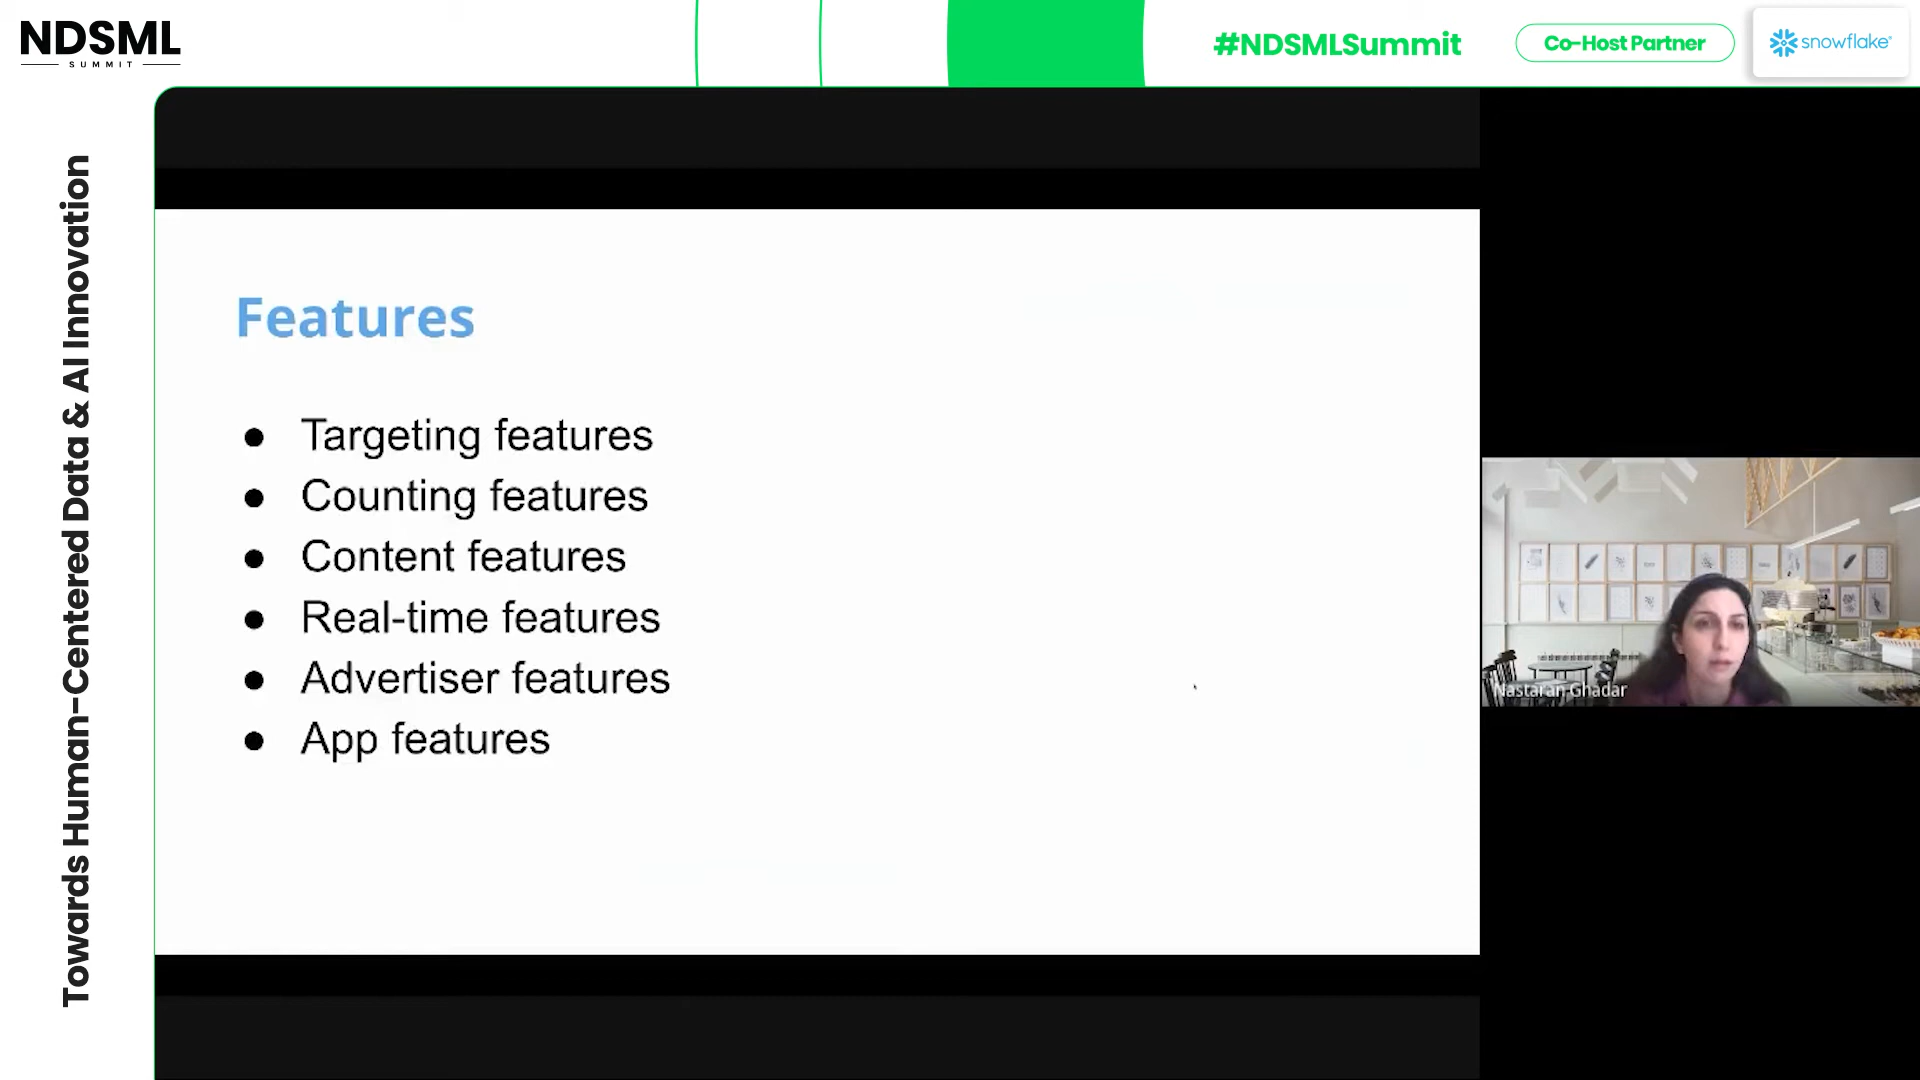 NDSML
SUMMIT
#NDSMLSummit
Co-Host Partner
snowflake
Towards Human-Centered Data & AI Innovation
Features
● Targeting features
● Counting features
● Content features
● Real-time features
● Advertiser features
● App features
Nastaran Ghadar